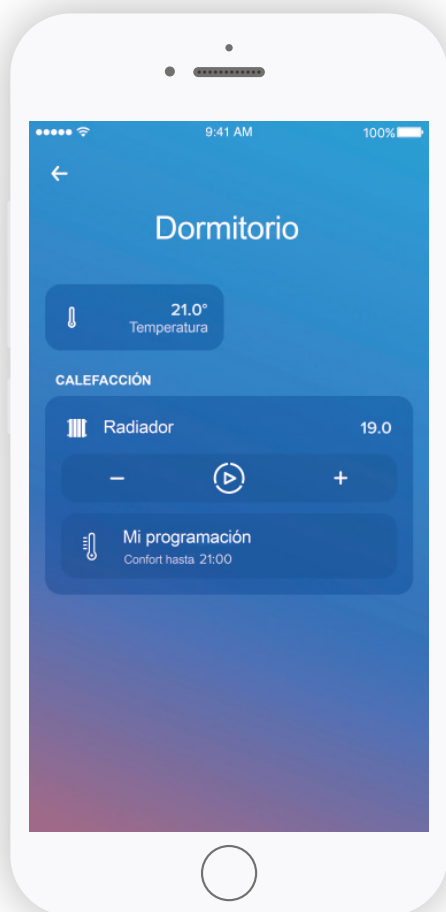 9:41 AM
100%
Dormitorio
21.0°
Temperatura
CALEFACCIÓN
Radiador
19.0
Mi programación
Confort hasta 21:00